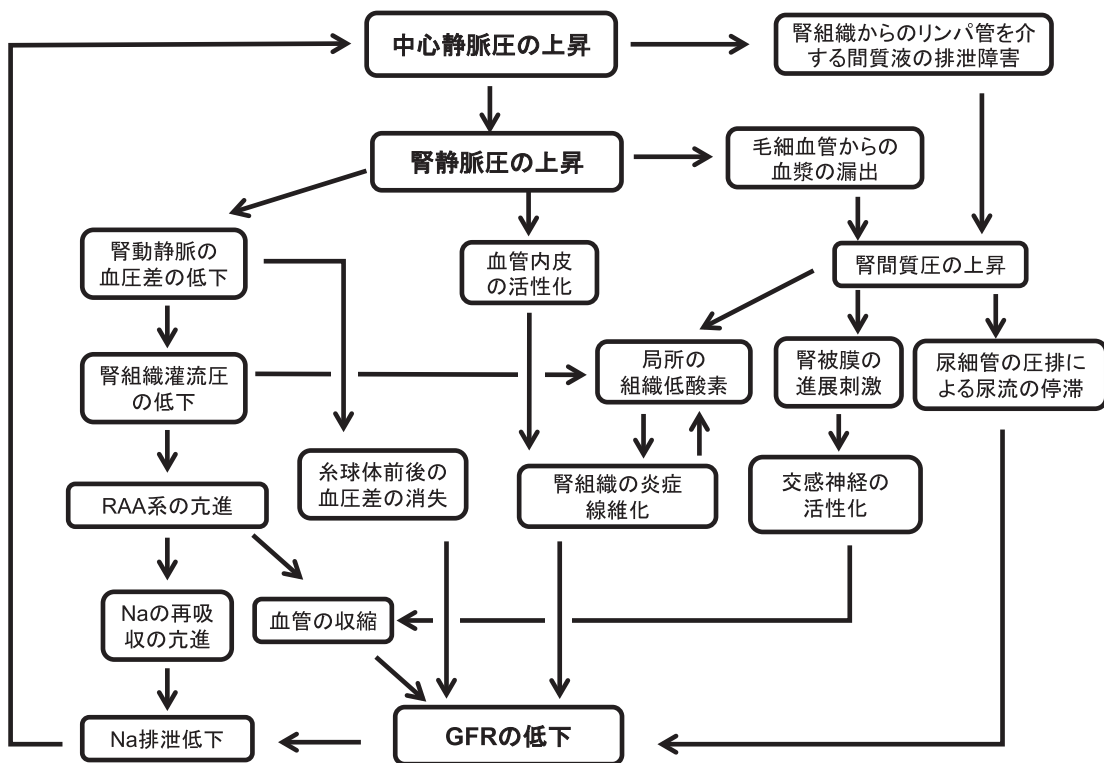 中心静脈圧の上昇
腎組織からのリンパ管を介
する間質液の排泄障害
腎静脈圧の上昇
毛細血管からの
血漿の漏出
腎動静脈の
血圧差の低下
血管内皮
の活性化
腎間質圧の上昇
腎組織灌流圧
の低下
局所の
組織低酸素
腎被膜の
進展刺激
尿細管の圧排に
よる尿流の停滞
糸球体前後の
血圧差の消失
腎組織の炎症
線維化
交感神経の
活性化
RAA系の亢進
Naの再吸
収の亢進
血管の収縮
Na排泄低下
GFRの低下